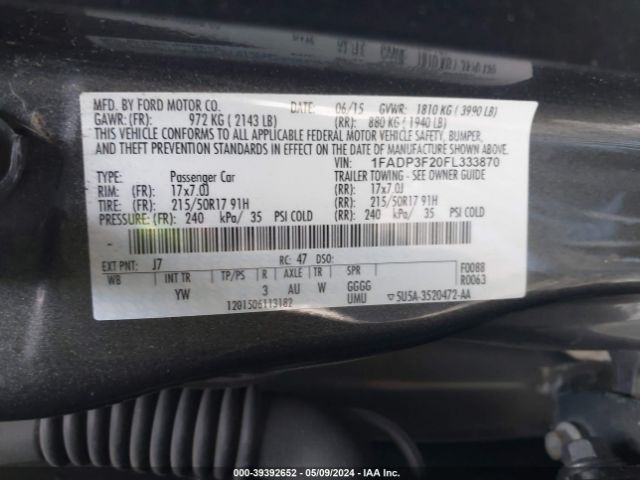 MFD. BY FORD MOTOR CO. DATE: 06/15 GVWR: 1810 KG ( 3990 LB)
GAWR: (FR): 972 KG ( 2143 LB) (RR): 880 KG ( 1940 LB)
THIS VEHICLE CONFORMS TO ALL APPLICABLE FEDERAL MOTOR VEHICLE SAFETY, BUMPER,
AND THEFT PREVENTION STANDARDS IN EFFECT ON THE DATE OF MANUFACTURE SHOWN ABOVE.
VIN: 1FADP3F20FL333870
TYPE: Passenger Car TRAILER TOWING - SEE OWNER GUIDE
RIM: (FR): 17x7.0J (RR): 17x7.0J
TIRE: (FR): 215/50R17 91H (RR): 215/50R17 91H
PRESSURE: (FR): 240 kPa/ 35 PSI COLD (RR): 240 kPa/ 35 PSI COLD
EXT PNT: J7 RC: 47 DSO: F0088
WB INT TR TP/PS R AXLE TR SPR R0063
YW 3 AU W GGGG
1201506113182 UMU 5U5A-3520472-AA
000-39392652 - 05/09/2024 - IAA Inc.